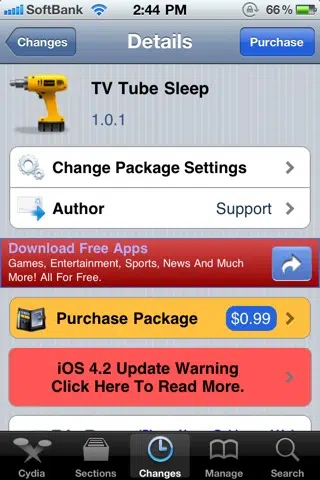 SoftBank 2:44 PM 66%
Changes Details Purchase
TV Tube Sleep
1.0.1
Change Package Settings
Author Support
Download Free Apps
Games, Entertainment, Sports, News And Much
More! All For Free.
Purchase Package $0.99
iOS 4.2 Update Warning
Click Here To Read More.
Cydia Sections Changes Manage Search